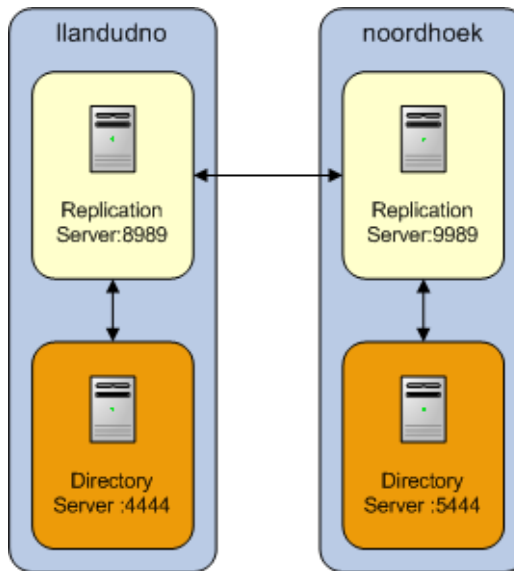 llandudno
Replication
Server:8989
Directory
Server :4444
noordhoek
Replication
Server:9989
Directory
Server :5444